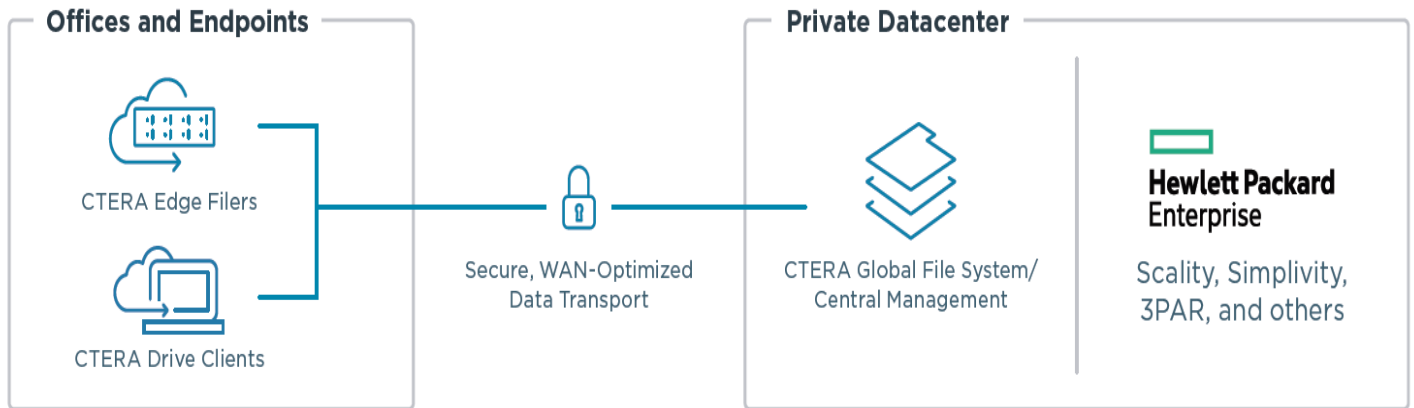 Offices and Endpoints
CTERA Edge Filers
CTERA Drive Clients
Secure, WAN-Optimized
Data Transport
Private Datacenter
CTERA Global File System/
Central Management
Hewlett Packard
Enterprise
Scality, Simplivity,
3PAR, and others